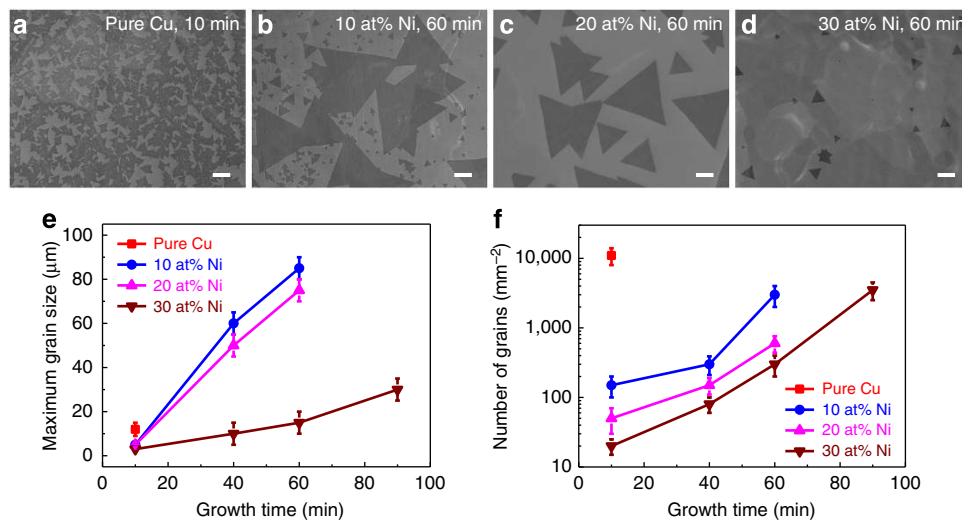 a Pure Cu, 10 min
b 10 at% Ni, 60 min
c 20 at% Ni, 60 min
d 30 at% Ni, 60 min
e
100
80
60
40
20
0
Maximum grain size (μm)
Pure Cu
10 at% Ni
20 at% Ni
30 at% Ni
0 20 40 60 80 100
Growth time (min)
f
10,000
1,000
100
10
Number of grains (mm⁻²)
Pure Cu
10 at% Ni
20 at% Ni
30 at% Ni
0 20 40 60 80 100
Growth time (min)